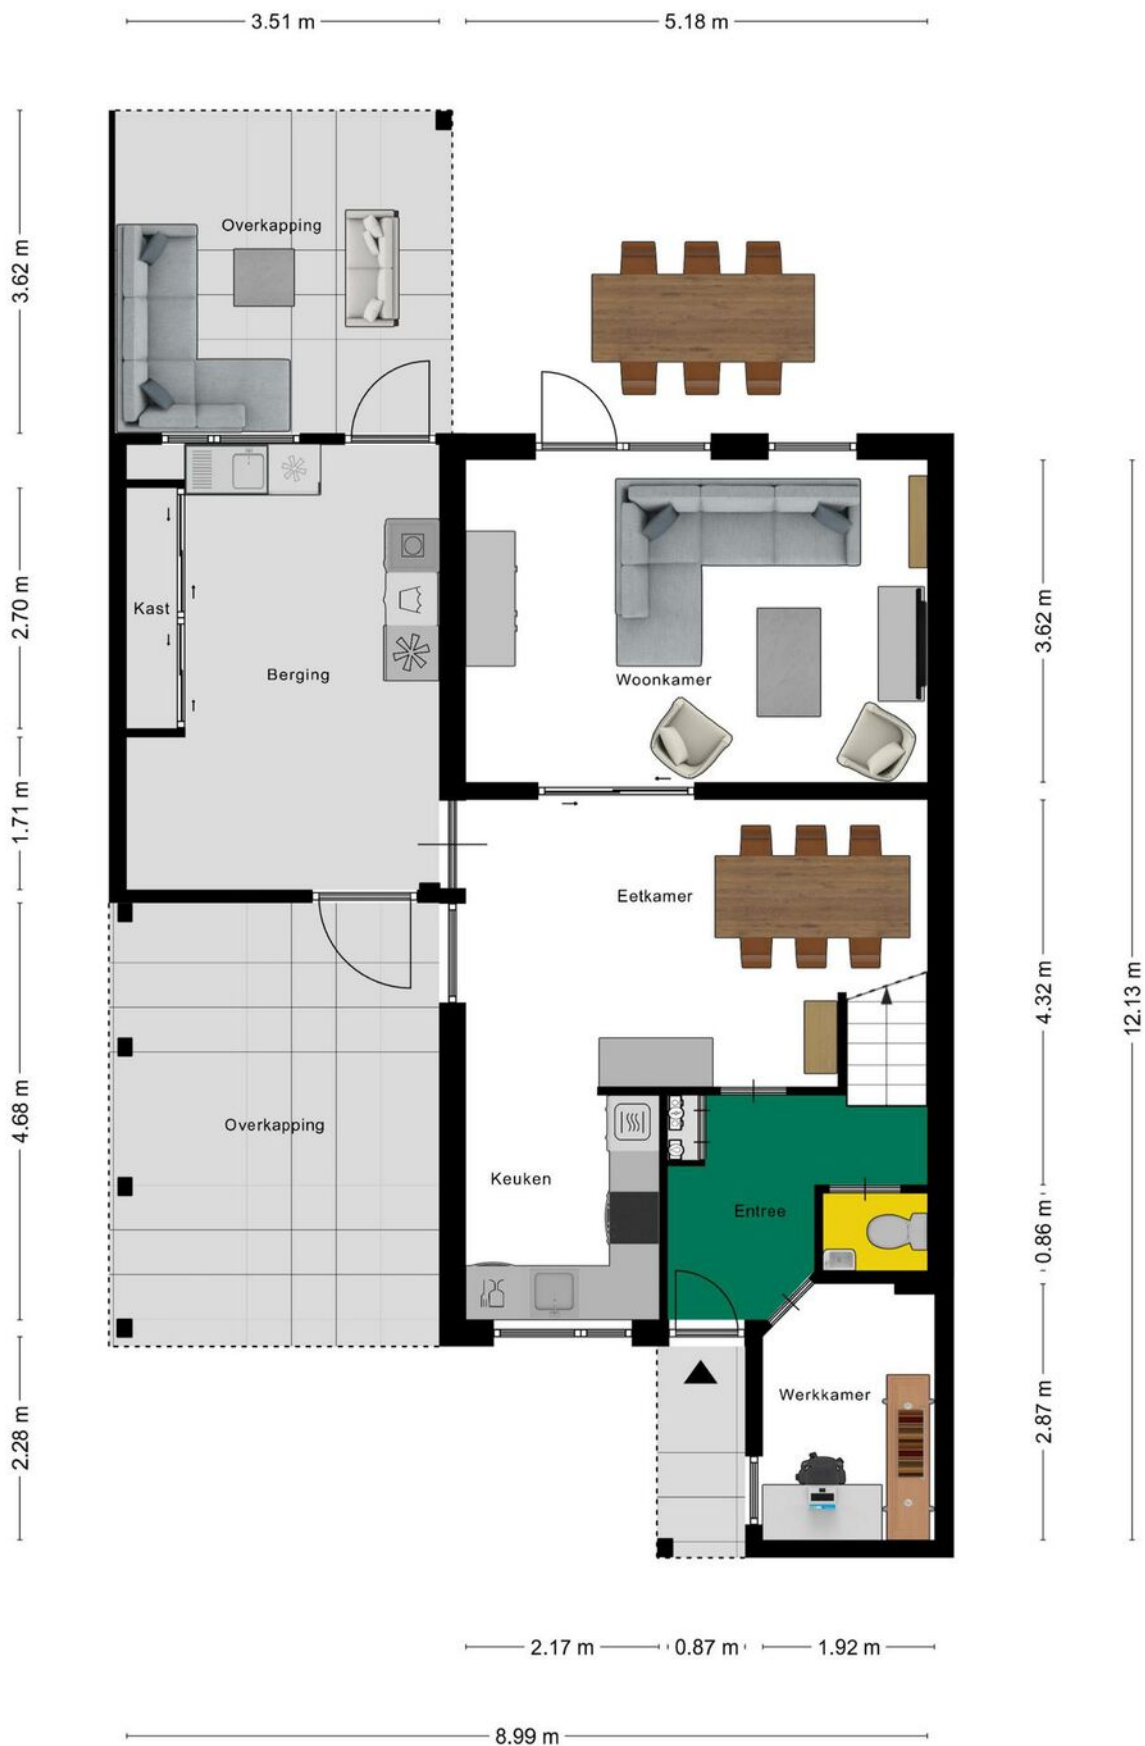 3.51 m
5.18 m
Overkapping
3.62 m
Kast
2.70 m
Berging
Woonkamer
3.62 m
1.71 m
Eetkamer
4.32 m
12.13 m
Overkapping
4.68 m
Keuken
Entree
0.86 m
Werkkamer
2.87 m
2.28 m
2.17 m
0.87 m
1.92 m
8.99 m